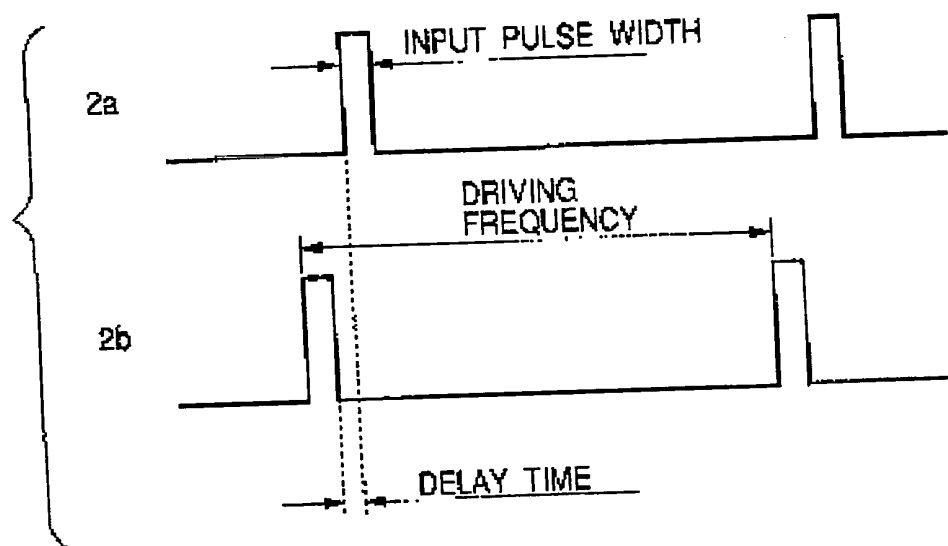 INPUT PULSE WIDTH
2a
DRIVING
FREQUENCY
2b
DELAY TIME